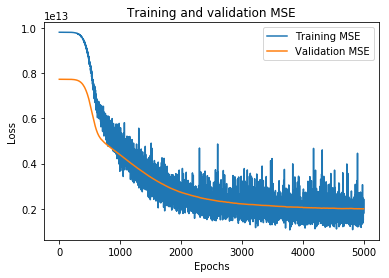 Training and validation MSE
1e13
Training MSE
Validation MSE
1.0
0.8
0.6
0.4
0.2
Loss
0
1000
2000
3000
4000
5000
Epochs